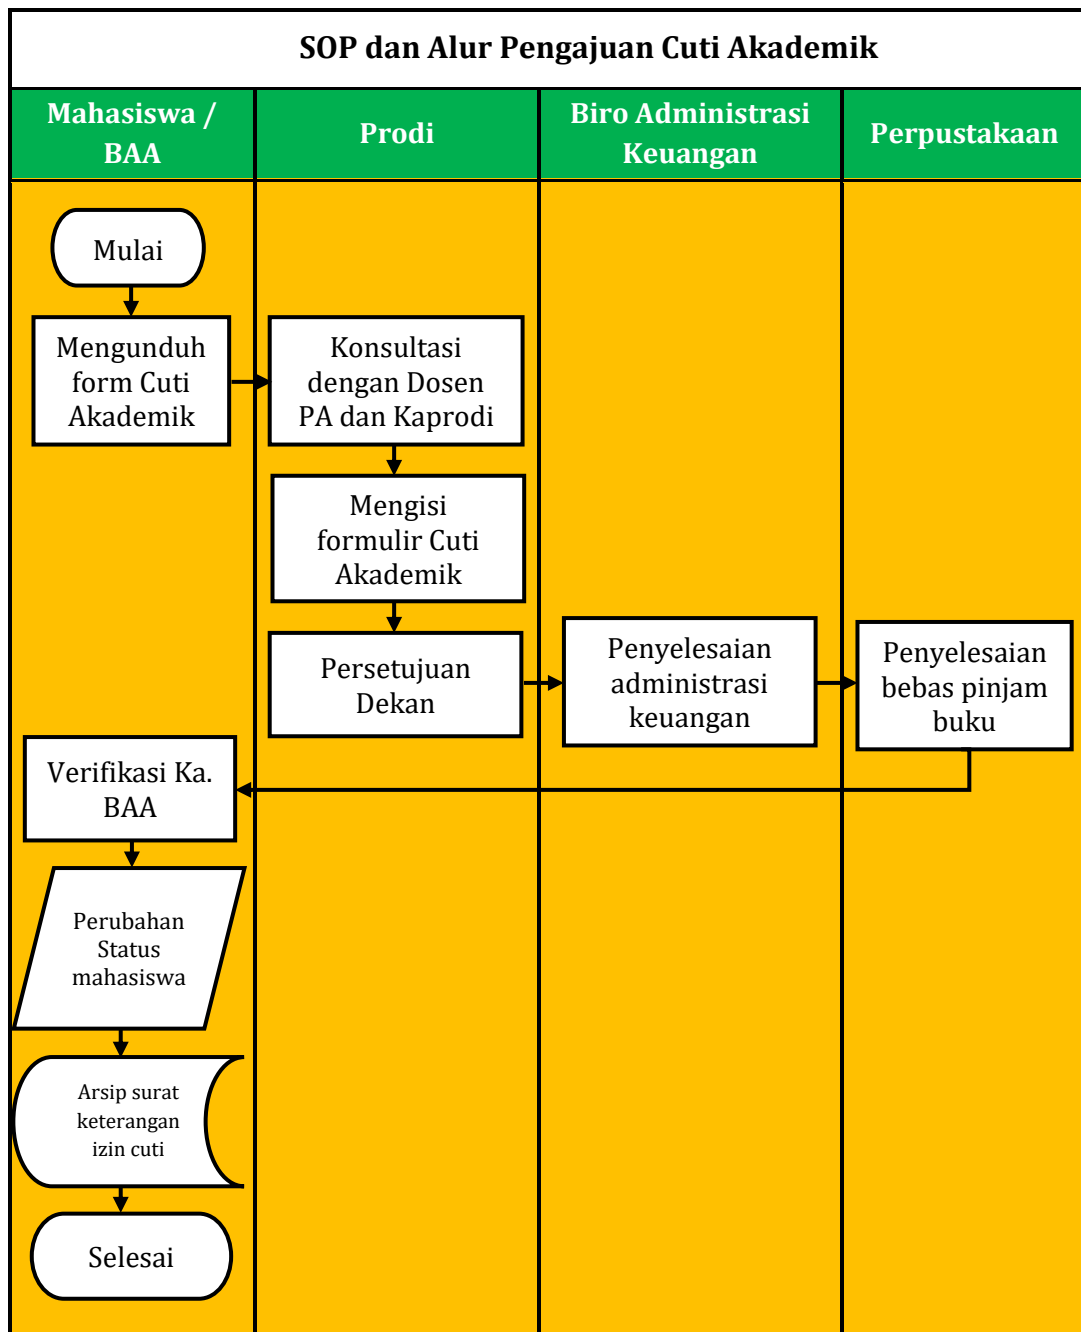 SOP dan Alur Pengajuan Cuti Akademik
Mahasiswa /
BAA
Prodi
Biro Administrasi
Keuangan
Perpustakaan
Mulai
Mengunduh
form Cuti
Akademik
Konsultasi
dengan Dosen
PA dan Kaprodi
Mengisi
formulir Cuti
Akademik
Persetujuan
Dekan
Penyelesaian
administrasi
keuangan
Penyelesaian
bebas pinjam
buku
Verifikasi Ka.
BAA
Perubahan
Status
mahasiswa
Arsip surat
keterangan
izin cuti
Selesai